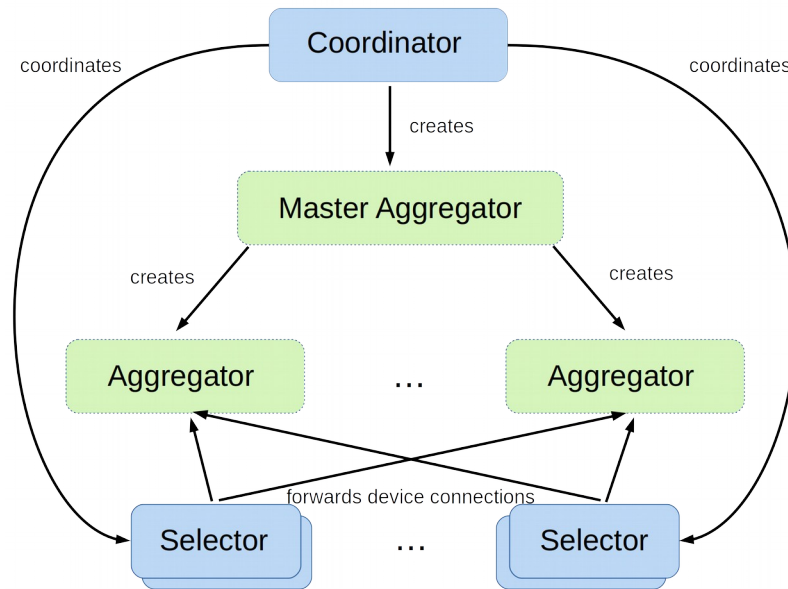 Coordinator
coordinates
coordinates
creates
Master Aggregator
creates
creates
Aggregator
...
Aggregator
forwards device connections
Selector
...
Selector